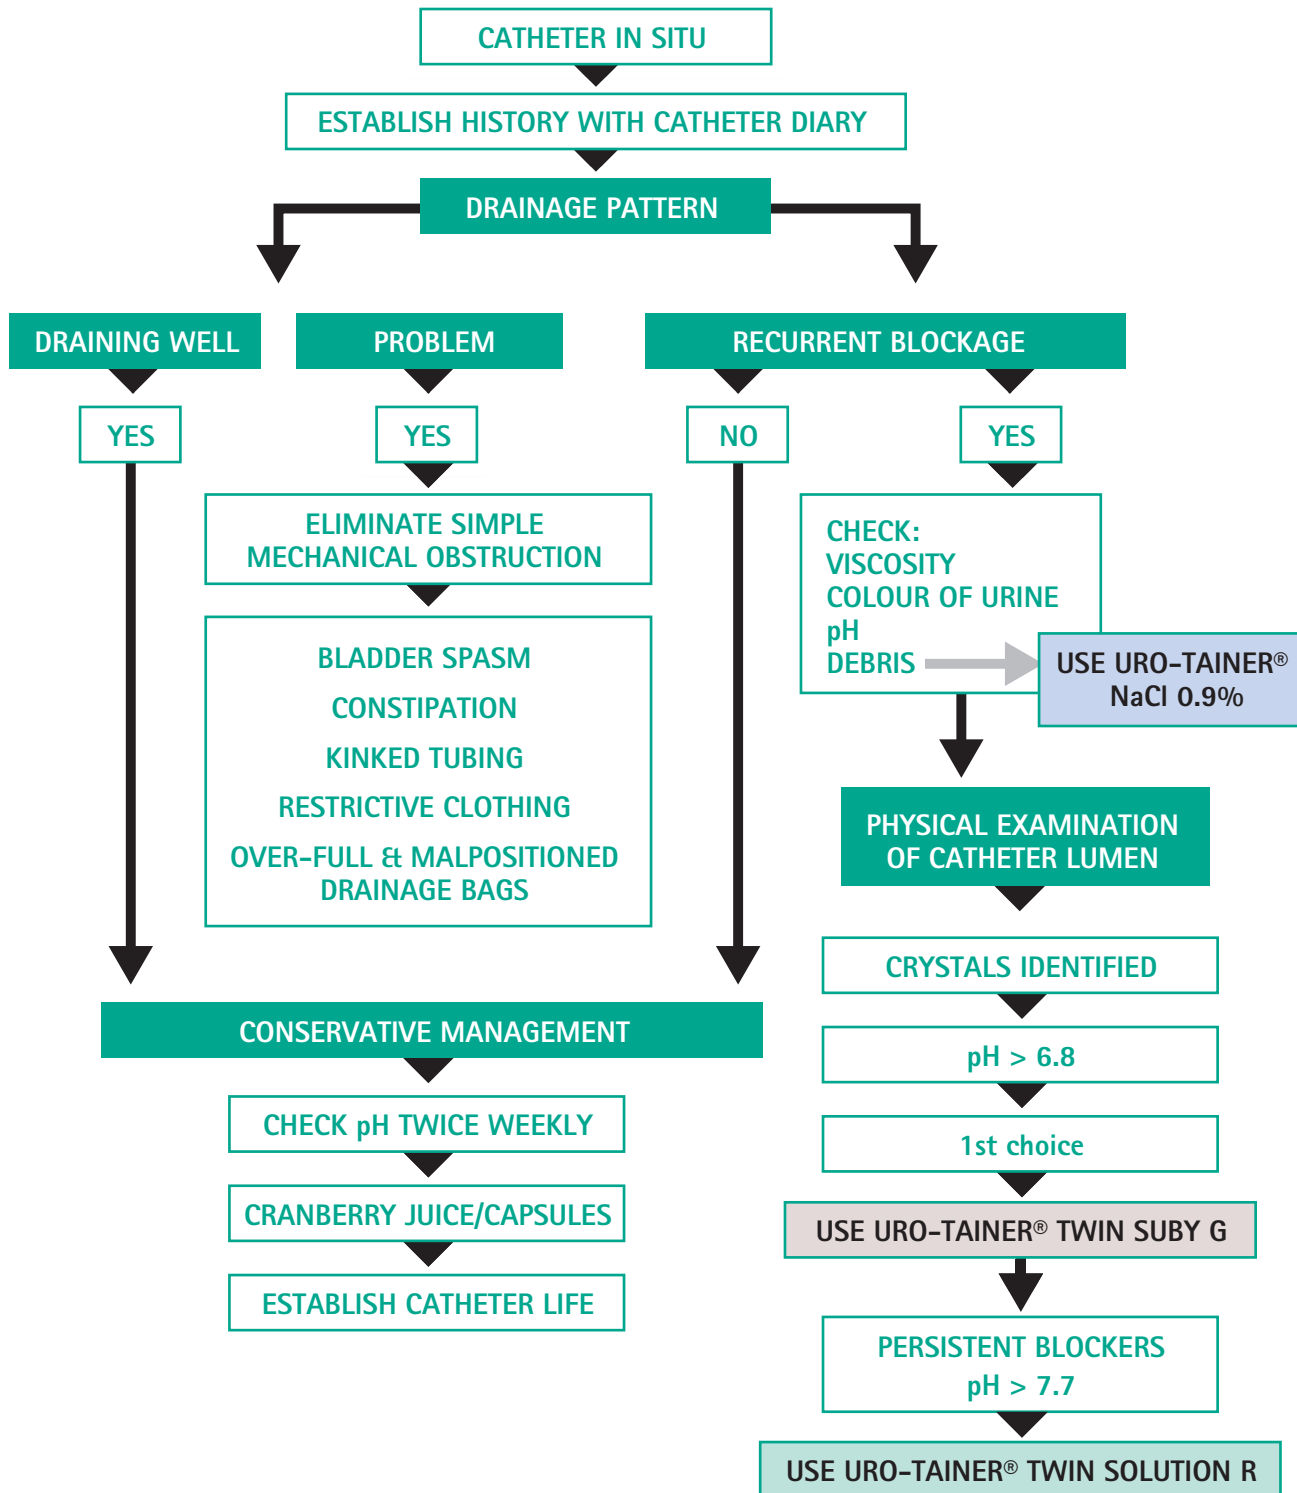 CATHETER IN SITU
ESTABLISH HISTORY WITH CATHETER DIARY
DRAINAGE PATTERN
DRAINING WELL
PROBLEM
RECURRENT BLOCKAGE
YES
YES
NO
YES
ELIMINATE SIMPLE
MECHANICAL OBSTRUCTION
BLADDER SPASM
CONSTIPATION
KINKED TUBING
RESTRICTIVE CLOTHING
OVER-FULL & MALPOSITIONED
DRAINAGE BAGS
CHECK:
VISCOSITY
COLOUR OF URINE
pH
DEBRIS
USE URO-TAINER®
NaCl 0.9%
PHYSICAL EXAMINATION
OF CATHETER LUMEN
CRYSTALS IDENTIFIED
pH > 6.8
1st choice
USE URO-TAINER® TWIN SUBY G
PERSISTENT BLOCKERS
pH > 7.7
USE URO-TAINER® TWIN SOLUTION R
CONSERVATIVE MANAGEMENT
CHECK pH TWICE WEEKLY
CRANBERRY JUICE/CAPSULES
ESTABLISH CATHETER LIFE